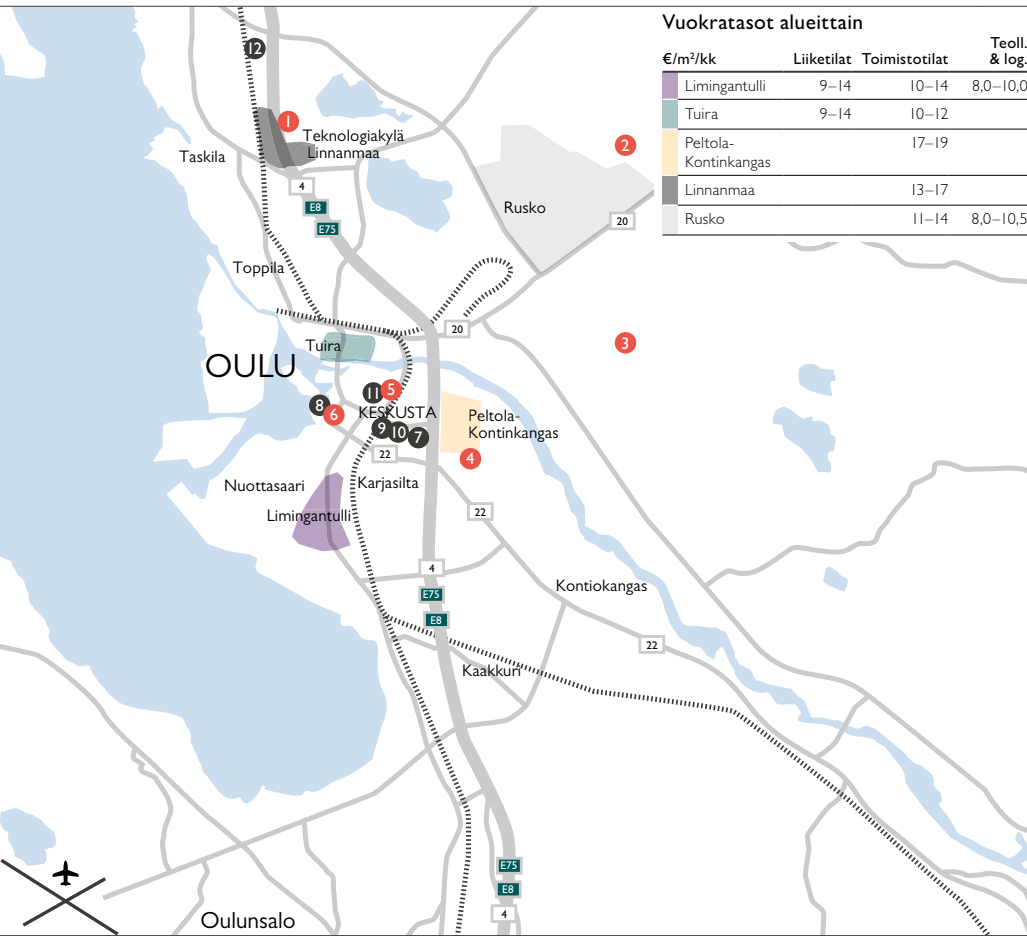 Vuokratasot alueittain
€/m²/kk Liiketilat Toimistotilat Teoll. & log.
Limingantulli 9–14 10–14 8,0–10,0
Tuira 9–14 10–12
Peltola-
Kontinkangas 17–19
Linnanmaa 13–17
Rusko 11–14 8,0–10,5
12
1
Teknologiakylä
Linnanmaa
Taskila
2
4
E8
E75
Rusko
20
Toppila
20
Tuira
3
OULU
11
5
8
6
KESKUSTA
9
10
7
Peltola-
Kontinkangas
22
4
Nuottasaari
Karjasilta
Limingantulli
22
4
E75
E8
Kontiokangas
22
Kaakkuri
E75
E8
4
Oulunsalo